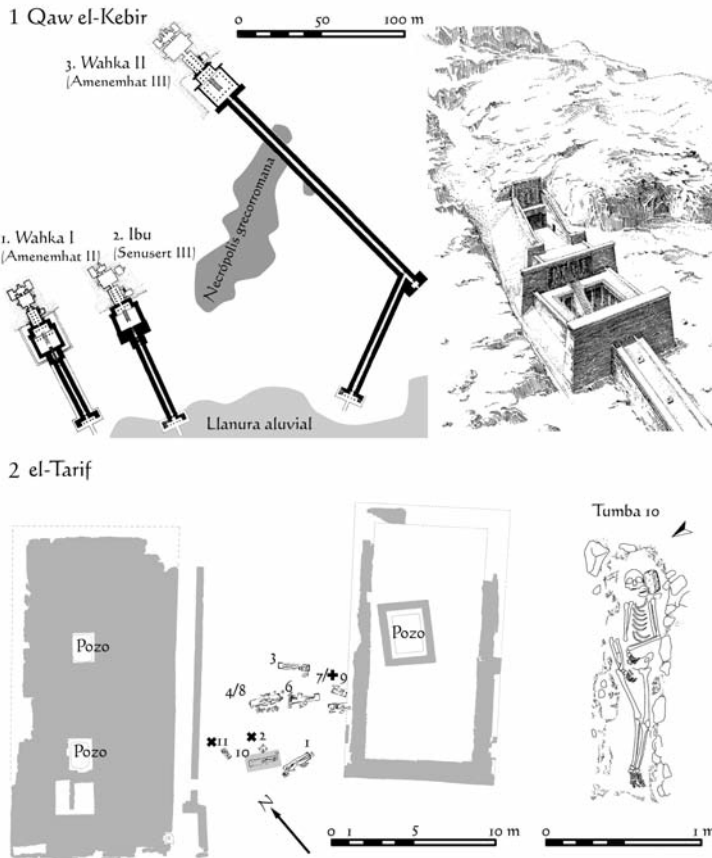 1 Qaw el-Kebir
0 50 100 m
3. Wahka II
(Amenemhat III)
Necrópolis grecorromana
1. Wahka I
(Amenemhat II)
2. Ibu
(Senusert III)
Llanura aluvial
2 el-Tarif
Tumba 10
Pozo
Pozo
Pozo
3
7/
9
4/8
6
11
2
10
1
Z
0 1 5 10 m
0 1 m